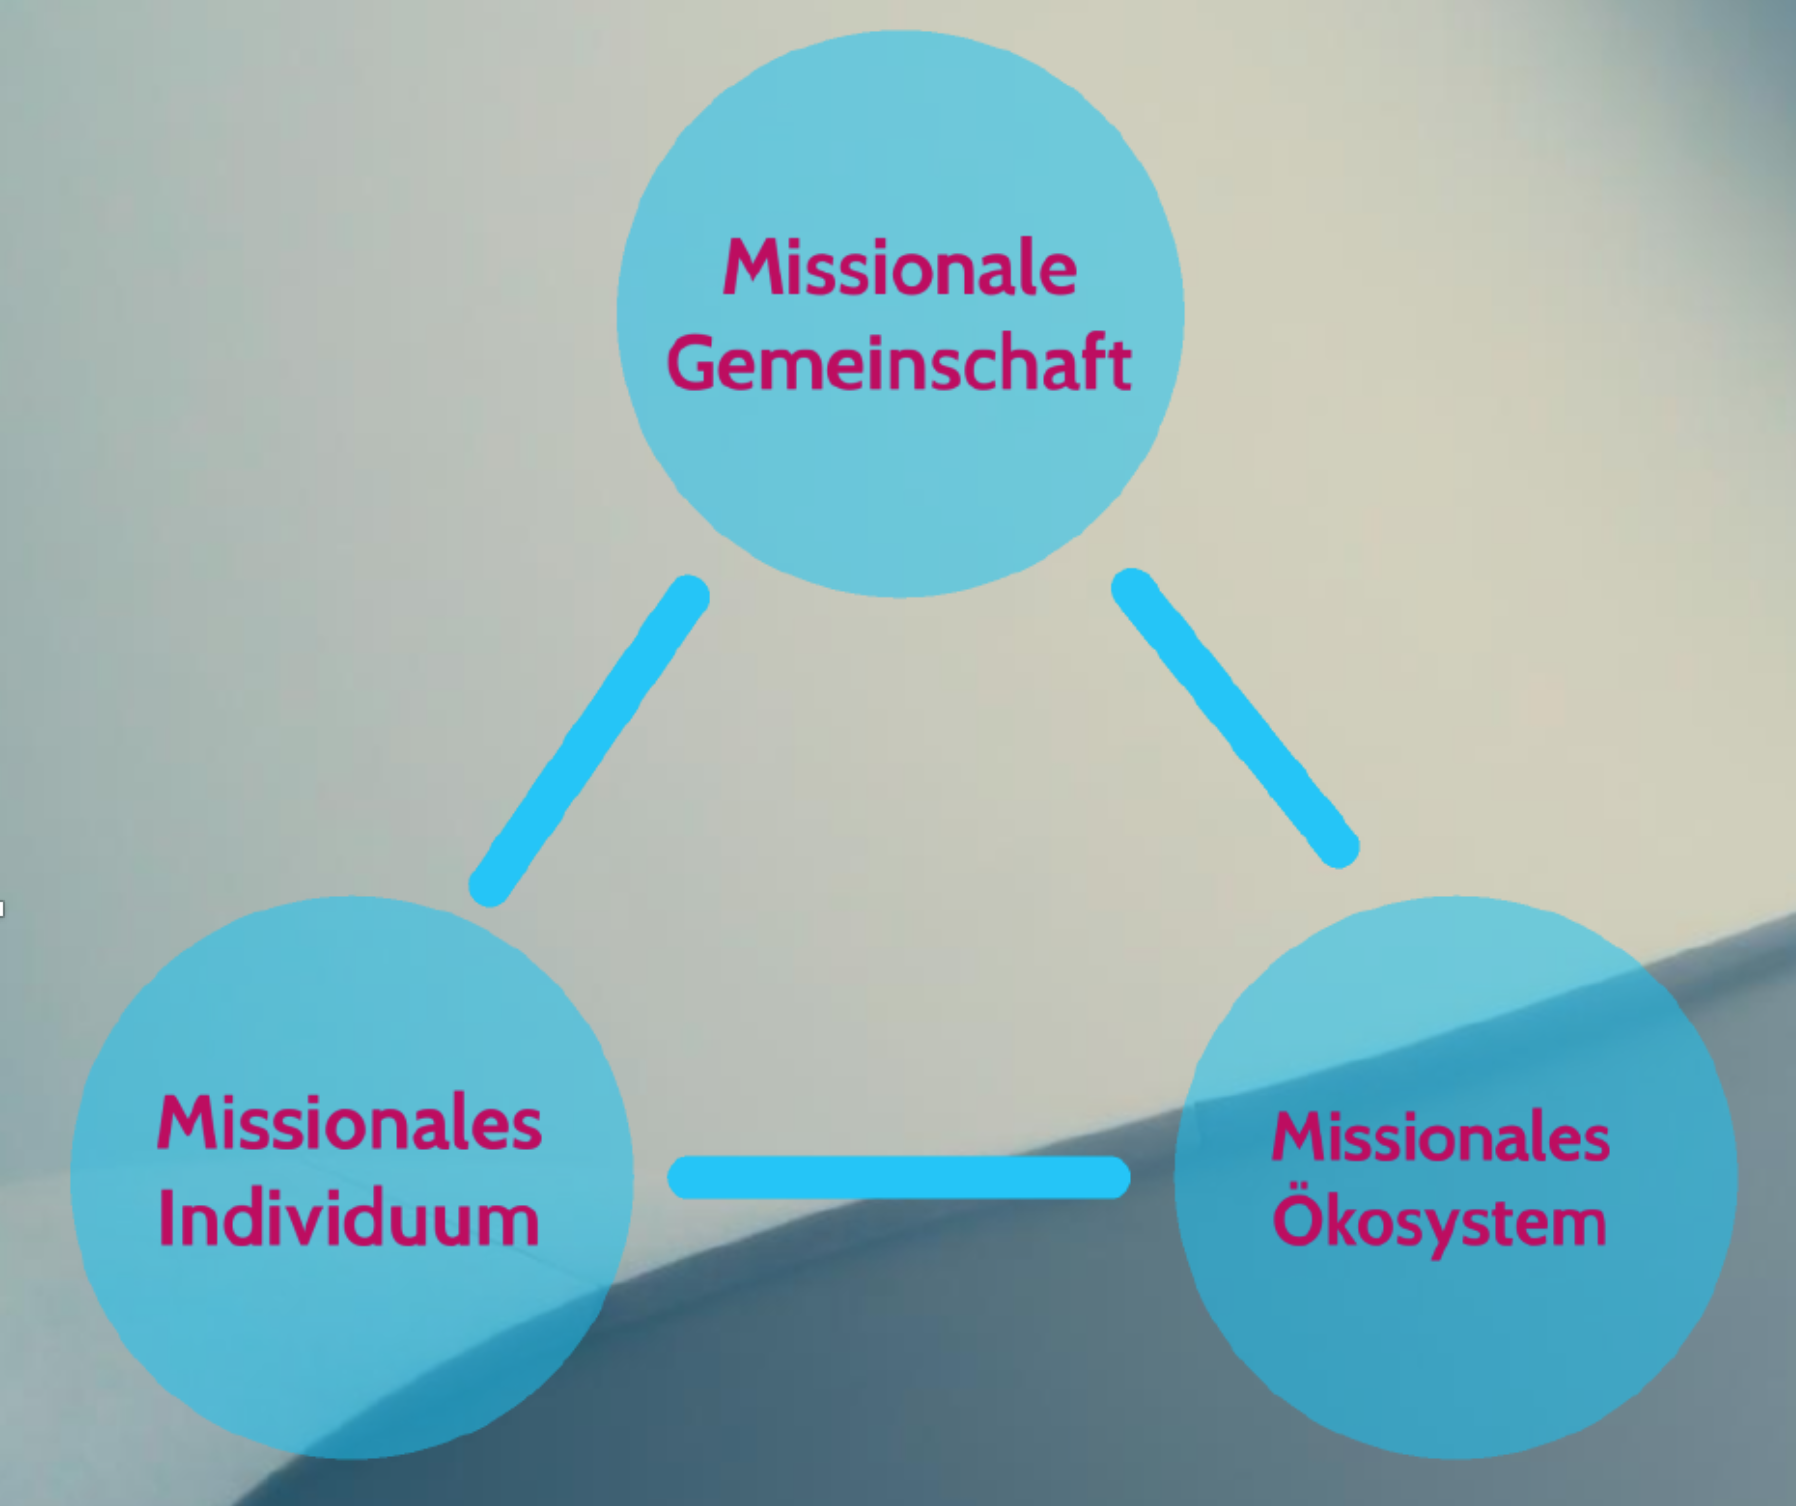 Missionale
Gemeinschaft
Missionales
Individuum
Missionales
Ökosystem